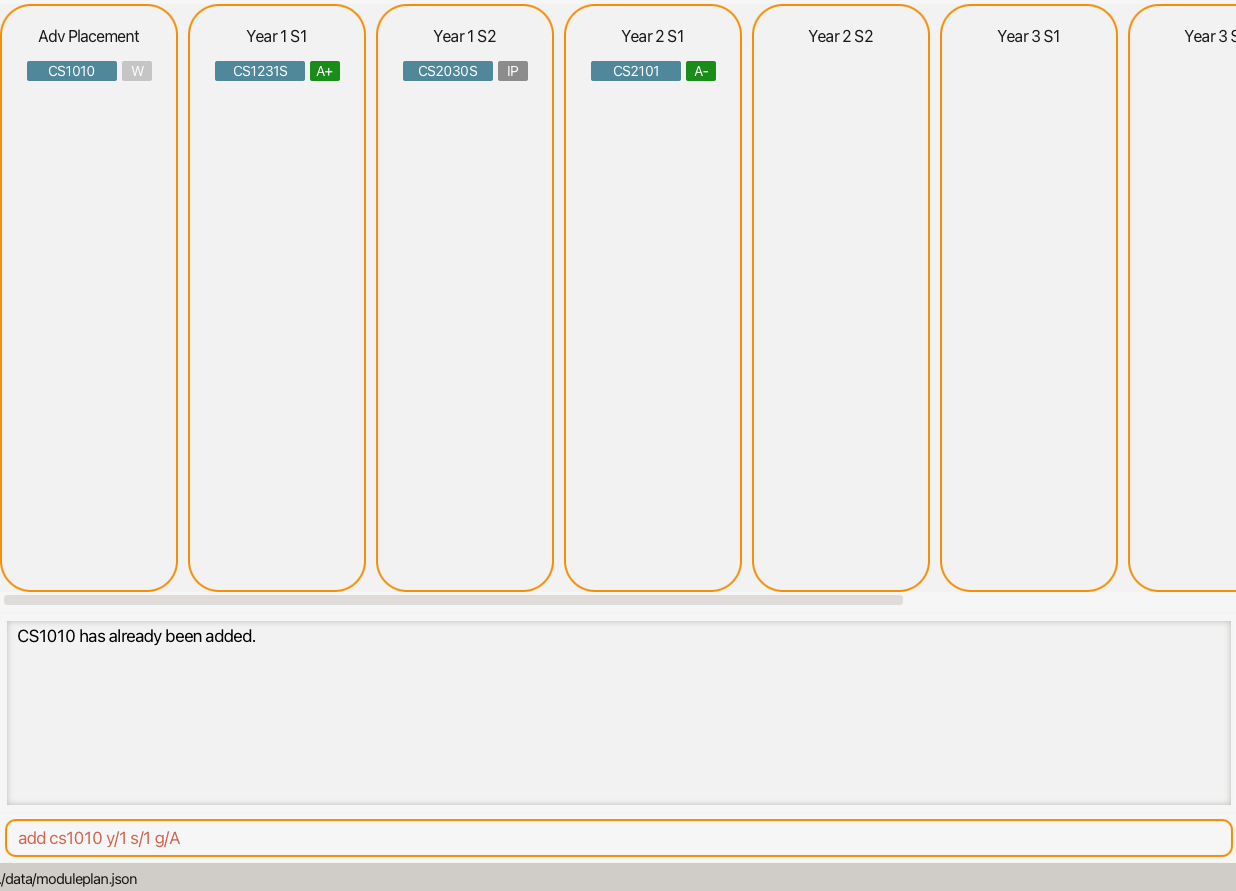 Adv Placement Year 1 S1 Year 1 S2 Year 2 S1 Year 2 S2 Year 3 S1 Year 3 S
CS1010 W CS1231S A+ CS2030S IP CS2101 A-
CS1010 has already been added.
add cs1010 y/1 s/1 g/A
./data/moduleplan.json